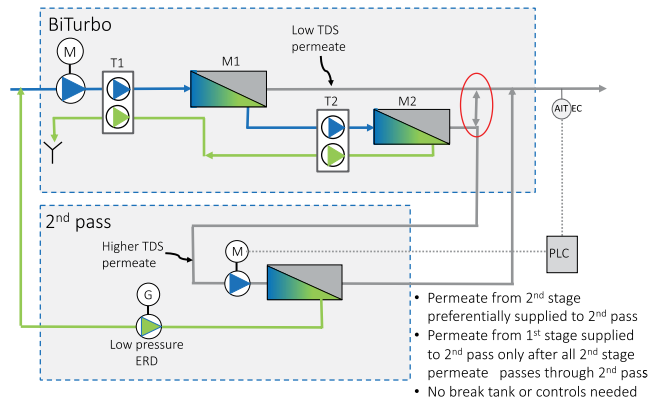 BiTurbo
M
T1
M1
Low TDS
permeate
T2
M2
AIT EC
2nd pass
Higher TDS
permeate
M
PLC
G
Low pressure
ERD
• Permeate from 2nd stage
preferentially supplied to 2nd pass
• Permeate from 1st stage supplied
to 2nd pass only after all 2nd stage
permeate passes through 2nd pass
• No break tank or controls needed